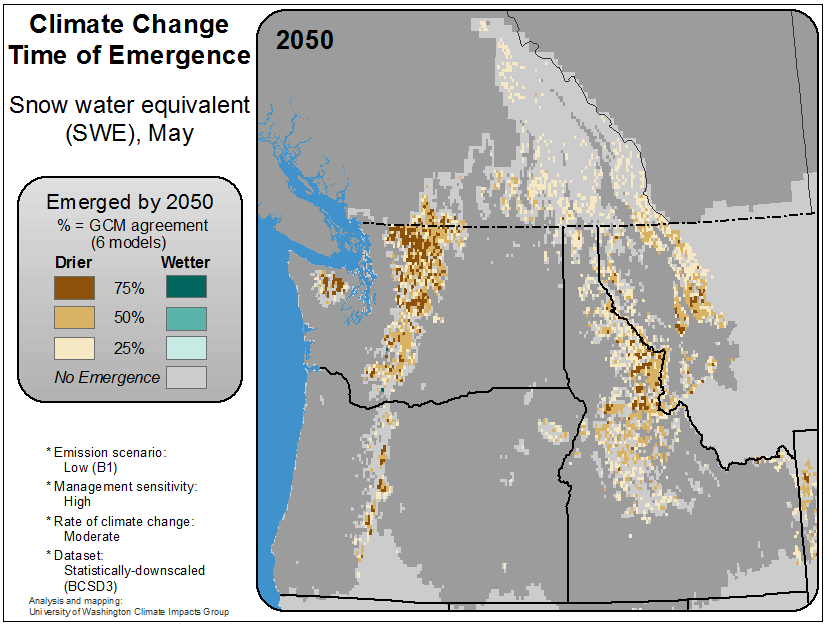 Climate Change
Time of Emergence
Snow water equivalent
(SWE), May
2050
Emerged by 2050
% = GCM agreement
(6 models)
Drier Wetter
75%
50%
25%
No Emergence
* Emission scenario:
Low (B1)
* Management sensitivity:
High
* Rate of climate change:
Moderate
* Dataset:
Statistically-downscaled
(BCSD3)
Analysis and mapping:
University of Washington Climate Impacts Group